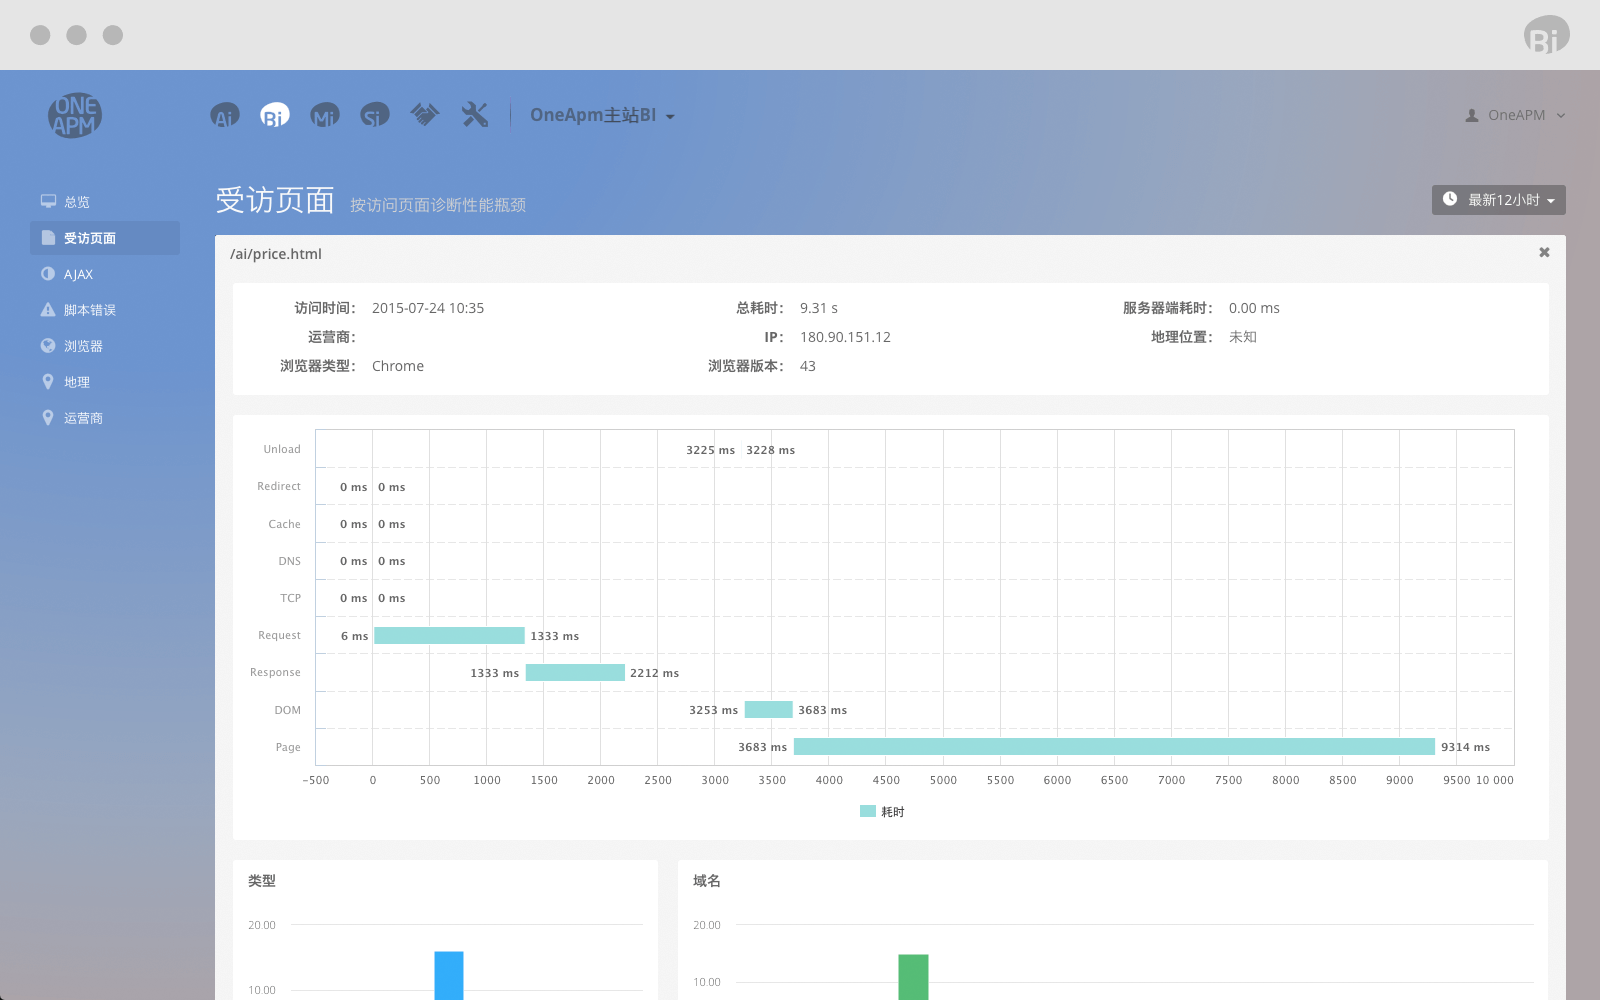 Bi
ONE
APM
Ai Bi Mi Si OneApm主站BI OneAPM
总览
受访页面
AJAX
脚本错误
浏览器
地理
运营商
受访页面 按访问页面诊断性能瓶颈 最新12小时
/ai/price.html
访问时间: 2015-07-24 10:35 总耗时: 9.31 s 服务器端耗时: 0.00 ms
运营商: IP: 180.90.151.12 地理位置: 未知
浏览器类型: Chrome 浏览器版本: 43
Unload 3225 ms 3228 ms
Redirect 0 ms 0 ms
Cache 0 ms 0 ms
DNS 0 ms 0 ms
TCP 0 ms 0 ms
Request 6 ms 1333 ms
Response 1333 ms 2212 ms
DOM 3253 ms 3683 ms
Page 3683 ms 9314 ms
-500 0 500 1000 1500 2000 2500 3000 3500 4000 4500 5000 5500 6000 6500 7000 7500 8000 8500 9000 9500 10 000
耗时
类型
20.00
10.00
域名
20.00
10.00